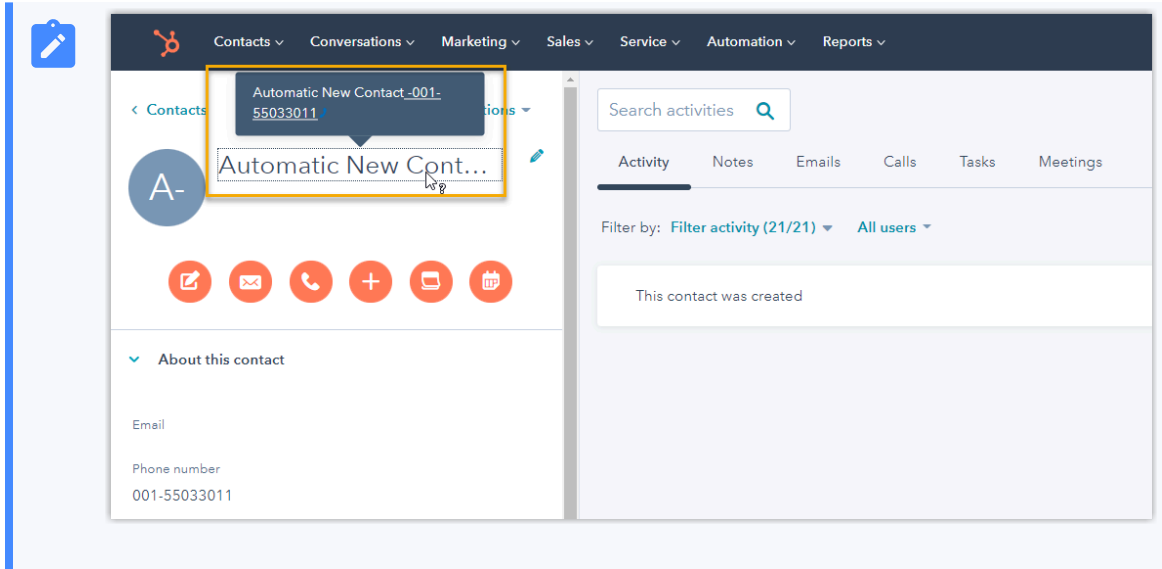 Contacts Conversations Marketing Sales Service Automation Reports
Automatic New Contact -001-
55033011
< Contacts
tions
Automatic New Cont...
A-
About this contact
Email
Phone number
001-55033011
Search activities
Activity Notes Emails Calls Tasks Meetings
Filter by: Filter activity (21/21) All users
This contact was created